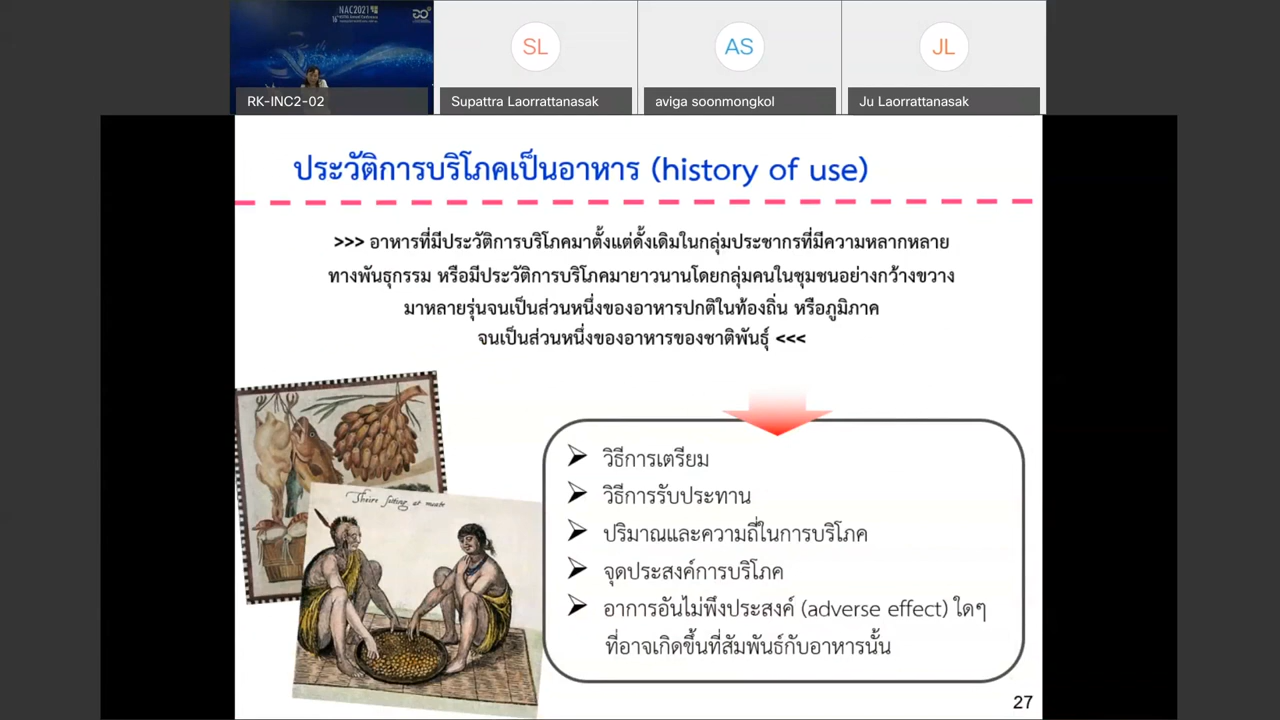 NAC2021
RK-INC2-02
SL
Supattra Laorrattanasak
AS
aviga soonmongkol
JL
Ju Laorrattanasak
ประวัติการบริโภคเป็นอาหาร (history of use)
>>> อาหารที่มีประวัติการบริโภคมาตั้งแต่ดั้งเดิมในกลุ่มประชากรที่มีความหลากหลาย
ทางพันธุกรรม หรือมีประวัติการบริโภคมายาวนานโดยกลุ่มคนในชุมชนอย่างกว้างขวาง
มาหลายรุ่นจนเป็นส่วนหนึ่งของอาหารปกติในท้องถิ่น หรือภูมิภาค
จนเป็นส่วนหนึ่งของอาหารของชาติพันธุ์ <<<
Theire sitting at meate
➢ วิธีการเตรียม
➢ วิธีการรับประทาน
➢ ปริมาณและความถี่ในการบริโภค
➢ จุดประสงค์การบริโภค
➢ อาการอันไม่พึงประสงค์ (adverse effect) ใดๆ
ที่อาจเกิดขึ้นที่สัมพันธ์กับอาหารนั้น
27